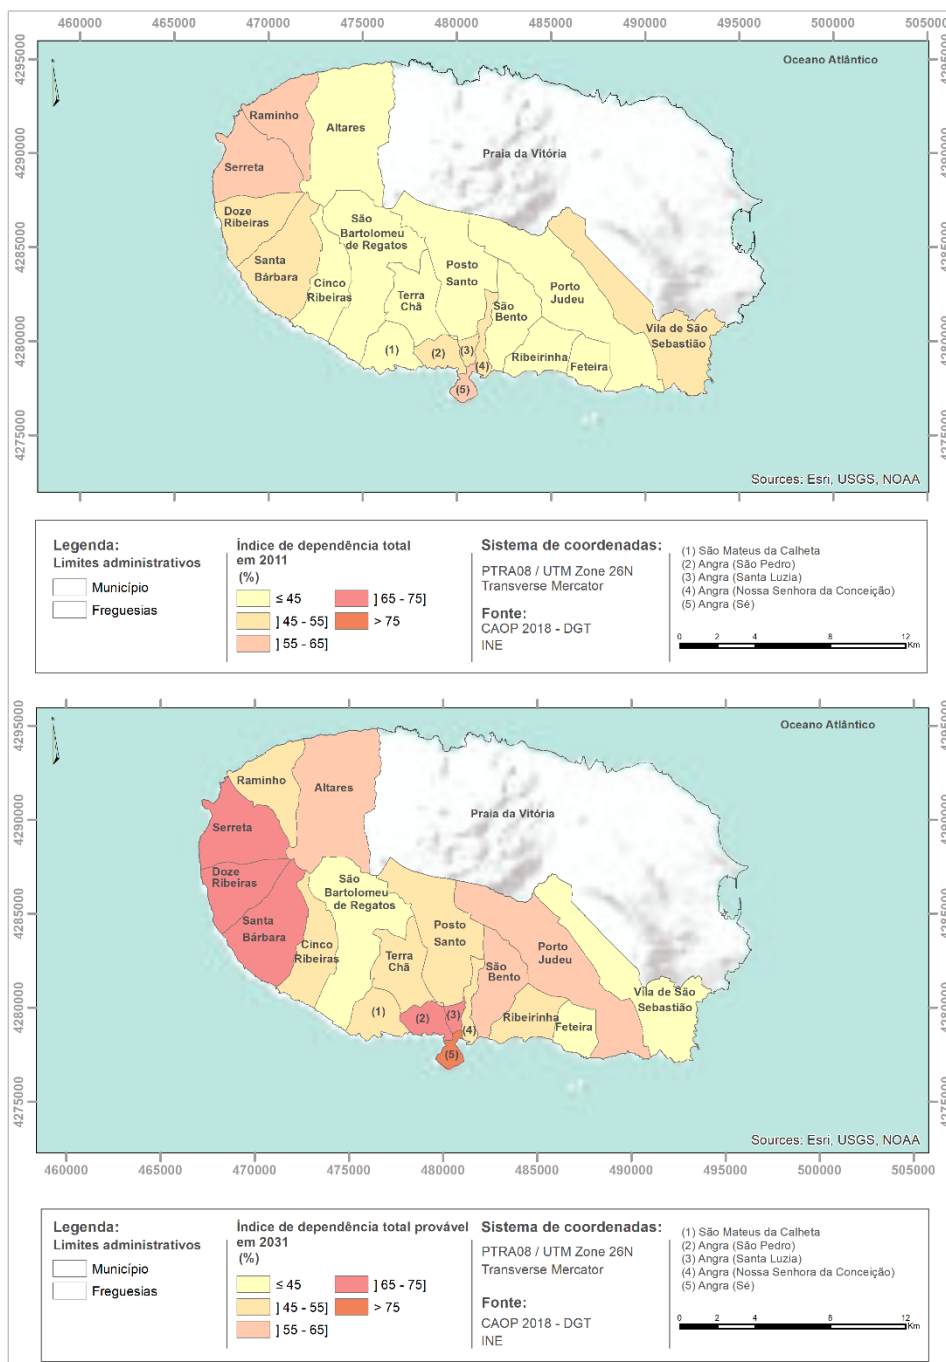 460000 465000 470000 475000 480000 485000 490000 495000 500000 505000
4295000 4290000 4285000 4280000 4275000
Oceano Atlântico
Raminho
Altares
Praia da Vitória
Serreta
Doze
Ribeiras
São
Bartolomeu
de Regatos
Santa
Bárbara
Cinco
Ribeiras
Terra
Chã
Posto
Santo
Porto
Judeu
São
Bento
Vila de São
Sebastião
(1)
(2)
(3)
(4)
(5)
Ribeirinha
Feteira
4295000 4290000 4285000 4280000 4275000
Sources: Esri, USGS, NOAA
Legenda:
Limites administrativos
Município
Freguesias
Índice de dependência total
em 2011
(%)
≤ 45
] 45 - 55]
] 55 - 65]
] 65 - 75]
> 75
Sistema de coordenadas:
PTRA08 / UTM Zone 26N
Transverse Mercator
Fonte:
CAOP 2018 - DGT
INE
(1) São Mateus da Calheta
(2) Angra (São Pedro)
(3) Angra (Santa Luzia)
(4) Angra (Nossa Senhora da Conceição)
(5) Angra (Sé)
0 2 4 8 12
Km
4295000 4290000 4285000 4280000 4275000
Oceano Atlântico
Raminho
Altares
Praia da Vitória
Serreta
Doze
Ribeiras
São
Bartolomeu
de Regatos
Santa
Bárbara
Cinco
Ribeiras
Terra
Chã
Posto
Santo
São
Bento
Porto
Judeu
Vila de São
Sebastião
(1)
(2)
(3)
(4)
(5)
Ribeirinha
Feteira
4295000 4290000 4285000 4280000 4275000
Sources: Esri, USGS, NOAA
460000 465000 470000 475000 480000 485000 490000 495000 500000 505000
Legenda:
Limites administrativos
Município
Freguesias
Índice de dependência total provável
em 2031
(%)
≤ 45
] 45 - 55]
] 55 - 65]
] 65 - 75]
> 75
Sistema de coordenadas:
PTRA08 / UTM Zone 26N
Transverse Mercator
Fonte:
CAOP 2018 - DGT
INE
(1) São Mateus da Calheta
(2) Angra (São Pedro)
(3) Angra (Santa Luzia)
(4) Angra (Nossa Senhora da Conceição)
(5) Angra (Sé)
0 2 4 8 12
Km